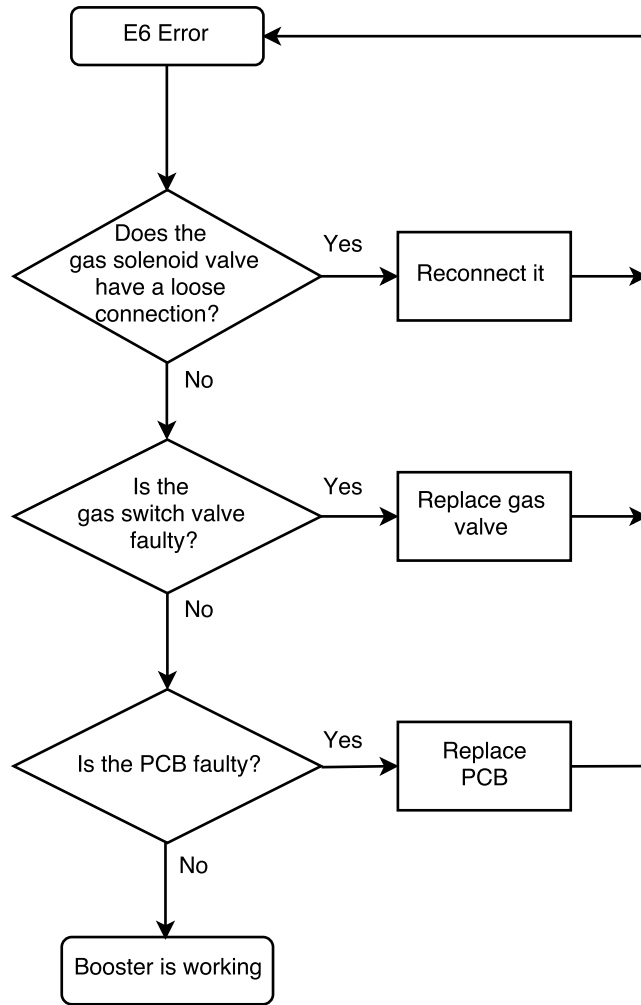 E6 Error
Does the
gas solenoid valve
have a loose
connection?
Yes
Reconnect it
No
Is the
gas switch valve
faulty?
Yes
Replace gas
valve
No
Is the PCB faulty?
Yes
Replace
PCB
No
Booster is working